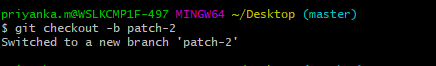 priyanka.m@WSLKCMP1F-497 MINGW64 ~/Desktop (master)
$ git checkout -b patch-2
Switched to a new branch 'patch-2'